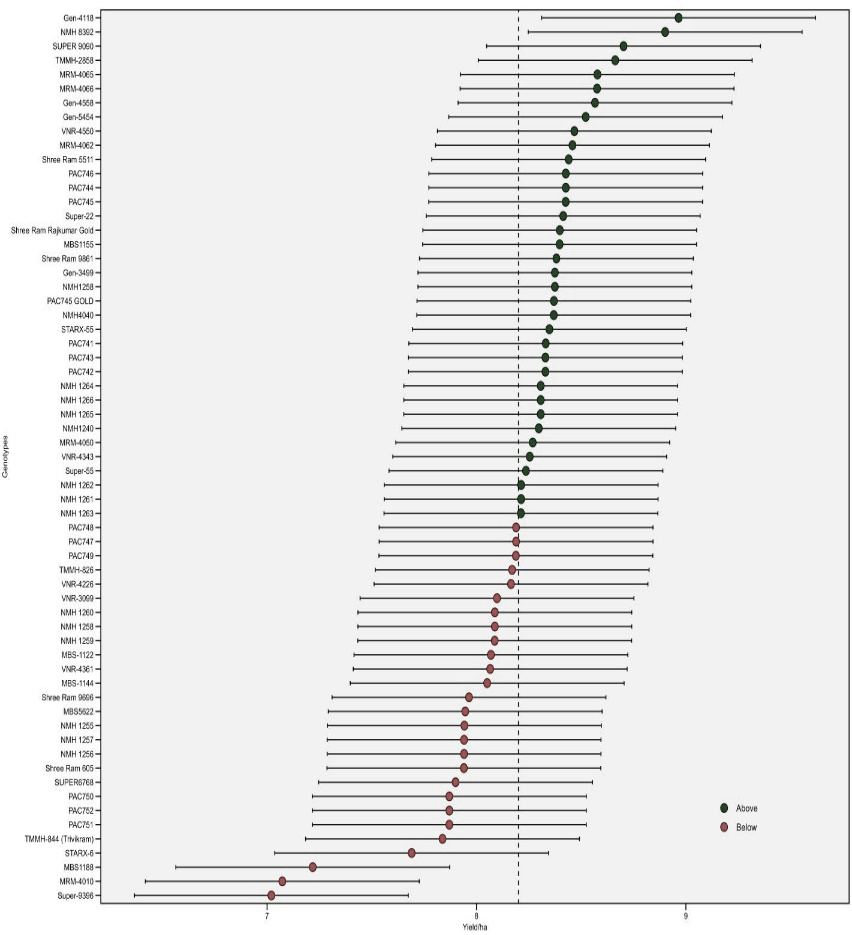 Gen-4118
NMH 8392
SUPER 9090
TMMH-2858
MRM-4065
MRM-4066
Gen-4558
Gen-5454
VNR-4550
MRM-4062
Shree Ram 5511
PAC746
PAC744
PAC745
Super-22
Shree Ram Rajkumar Gold
MBS1155
Shree Ram 9861
Gen-3499
NMH1258
PAC745 GOLD
NMH4040
STARX-55
PAC741
PAC743
PAC742
NMH 1264
NMH 1266
NMH 1265
NMH1240
MRM-4050
VNR-4343
Super-55
NMH 1262
NMH 1261
NMH 1263
PAC748
PAC747
PAC749
TMMH-826
VNR-4226
VNR-3099
NMH 1260
NMH 1258
NMH 1259
MBS-1122
VNR-4361
MBS-1144
Shree Ram 9696
MBS5622
NMH 1255
NMH 1257
NMH 1256
Shree Ram 605
SUPER6768
PAC750
PAC752
PAC751
TMMH-844 (Trivikram)
STARX-6
MBS1188
MRM-4010
Super-9396
Genotypes
Above
Below
7 8 9
Yield/ha